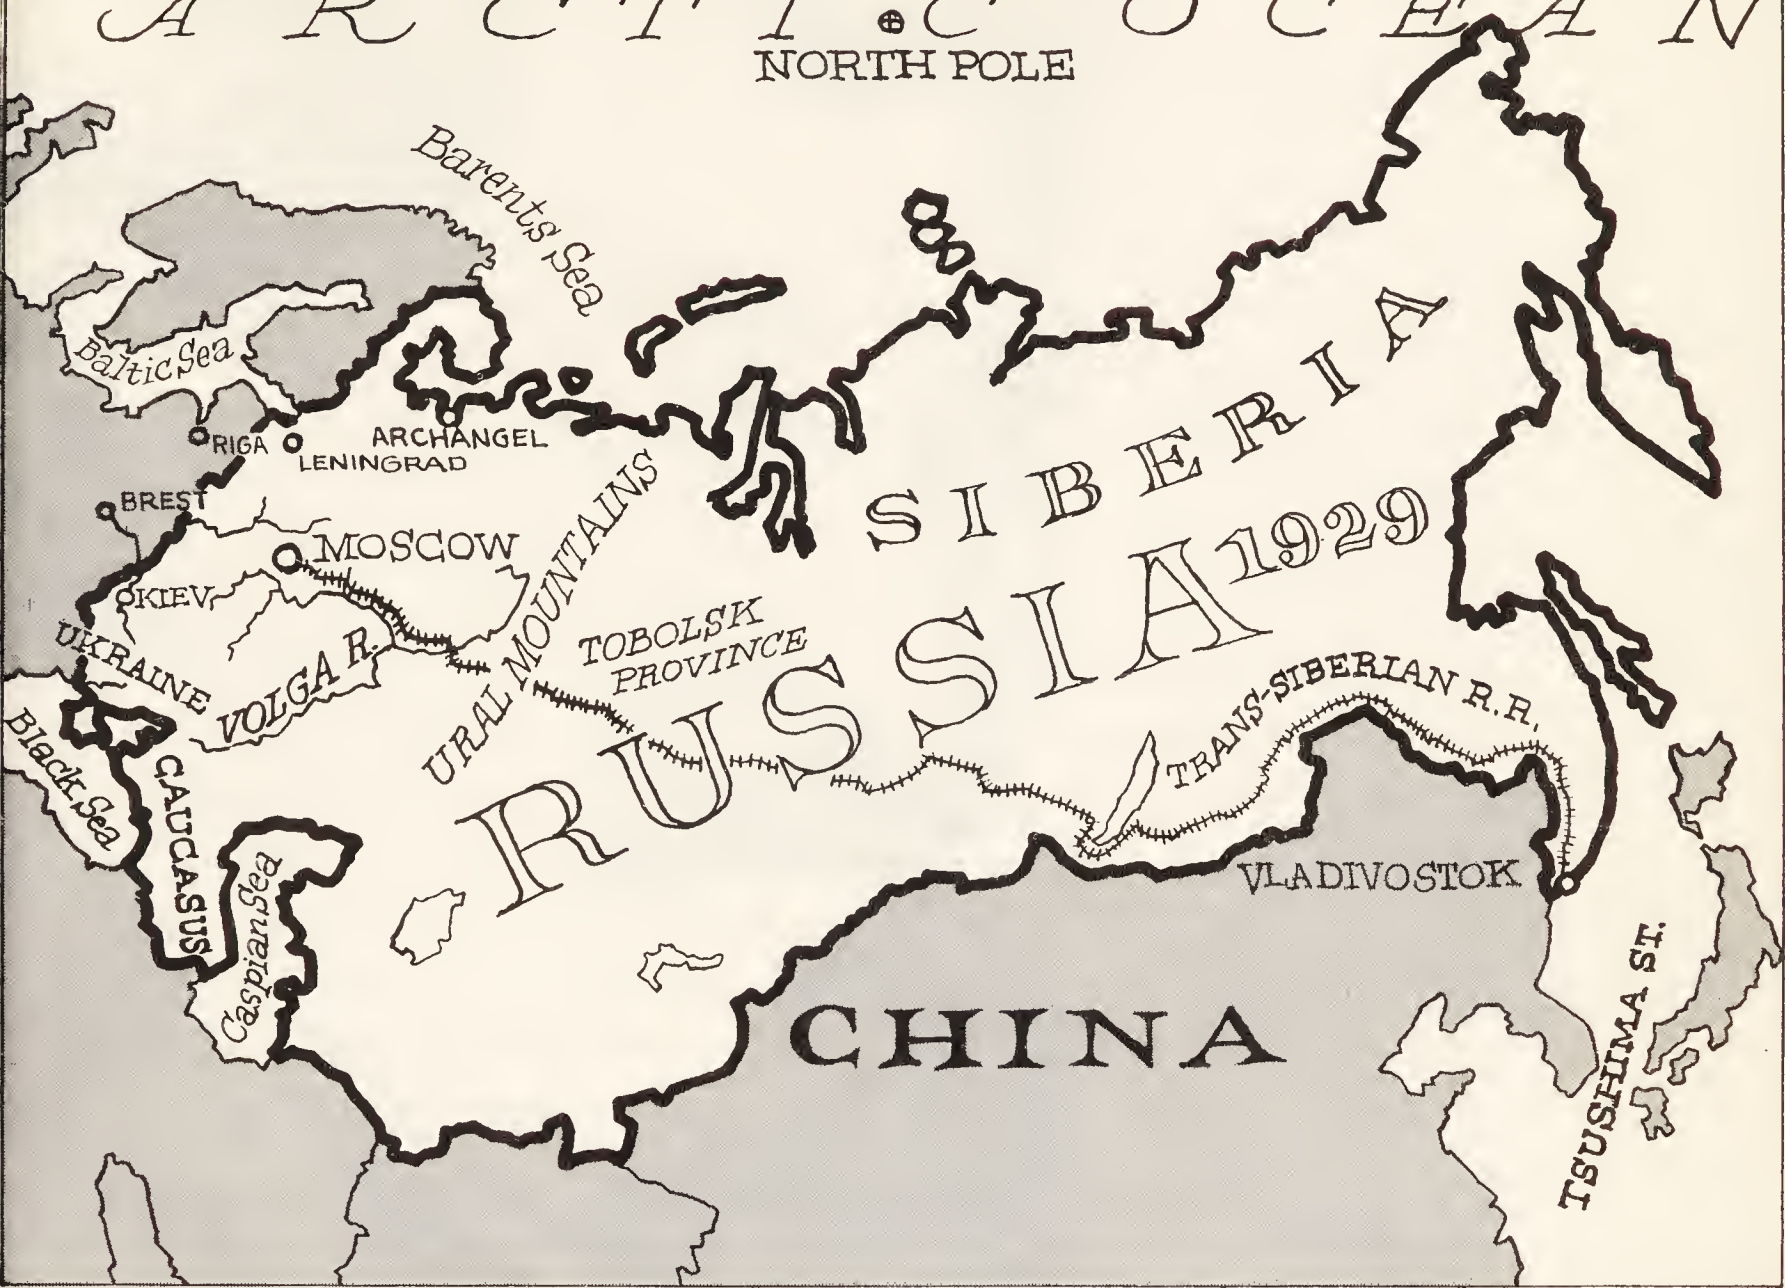 ARCTIC OCEAN
NORTH POLE
Barents Sea
Baltic Sea
RIGA
LENINGRAD
ARCHANGEL
BREST
MOSCOW
KIEV
UKRAINE
VOLGA R.
URAL MOUNTAINS
TOBOLSK
PROVINCE
SIBERIA
RUSSIA 1929
TRANS-SIBERIAN R.R.
Black Sea
CAUCASUS
Caspian Sea
VLADIVOSTOK
CHINA
TSUSHIMA ST.